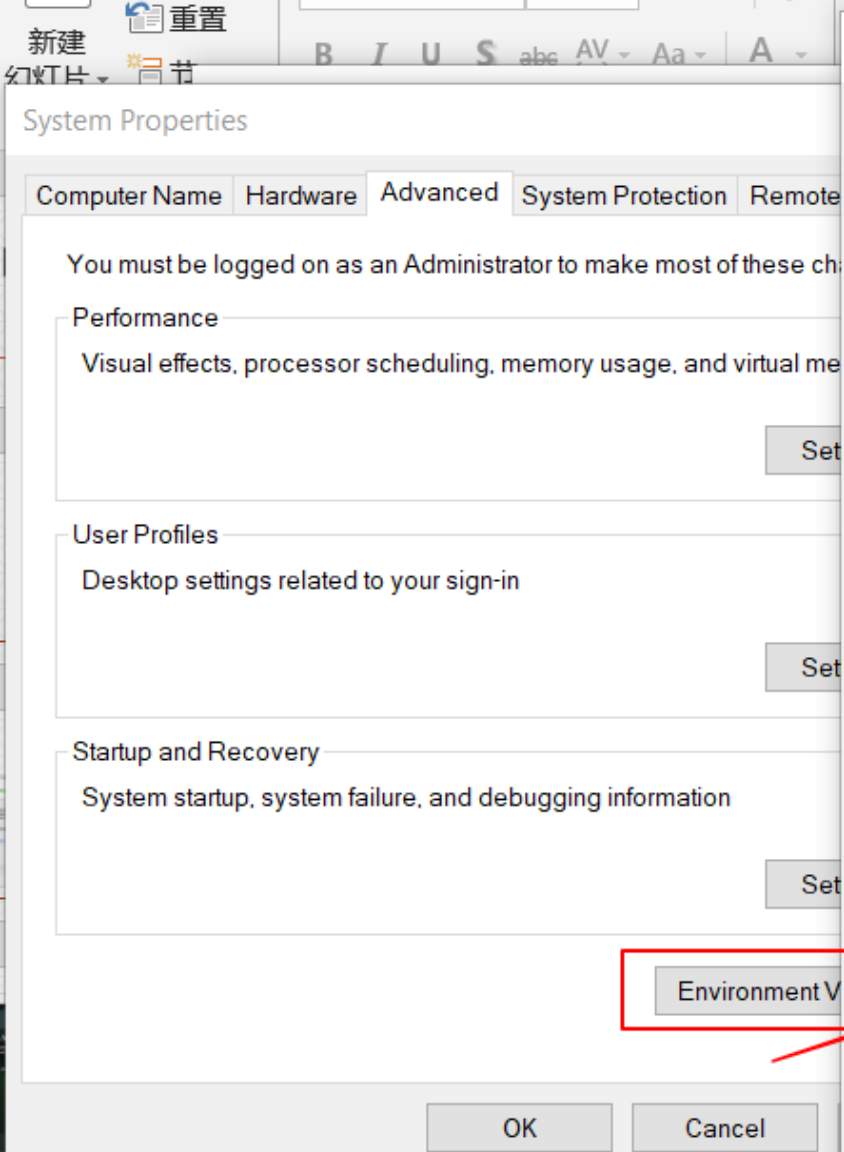 重置
新建
幻灯片
节
B I U S abc AV Aa A
System Properties
Computer Name Hardware Advanced System Protection Remote
You must be logged on as an Administrator to make most of these
Performance
Visual effects, processor scheduling, memory usage, and virtual
Set
User Profiles
Desktop settings related to your sign-in
Set
Startup and Recovery
System startup, system failure, and debugging information
Set
Environment V
OK Cancel